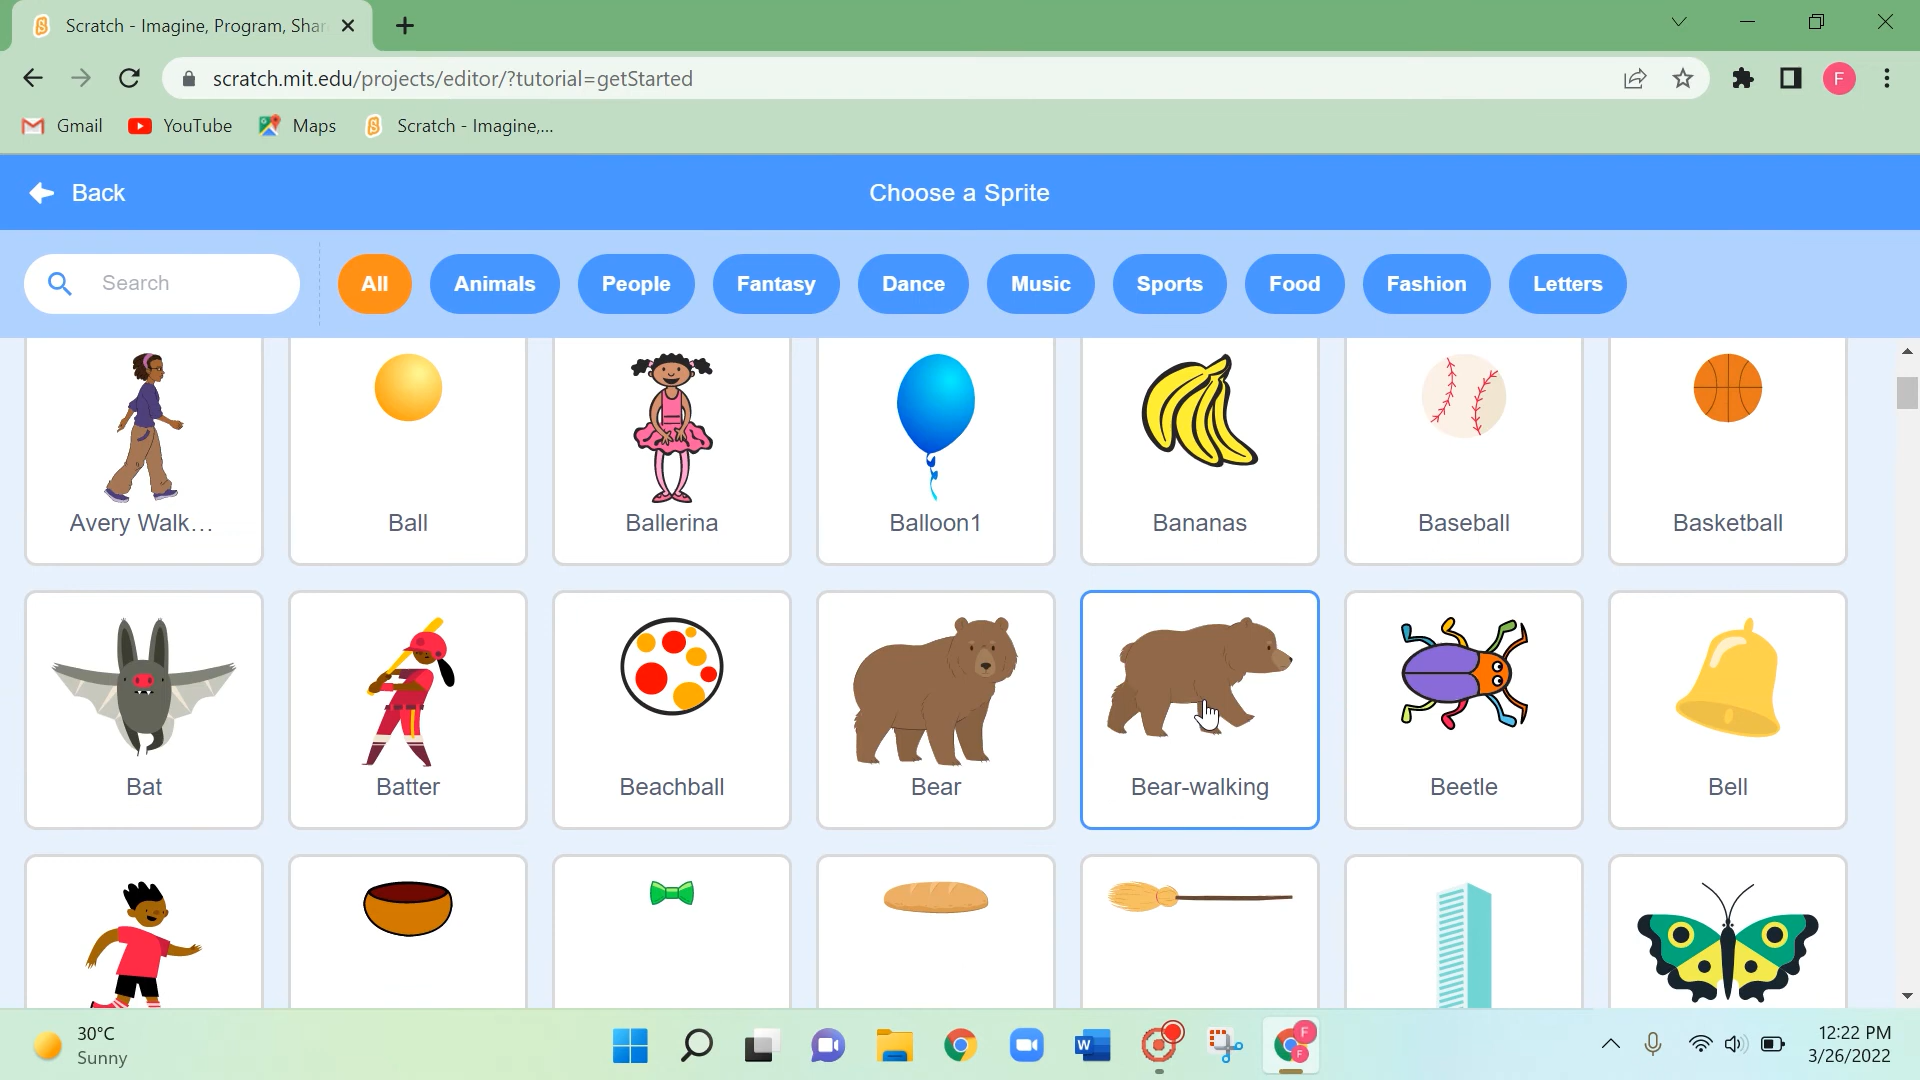 Scratch - Imagine, Program, Shar
scratch.mit.edu/projects/editor/?tutorial=getStarted
F
Gmail
YouTube
Maps
Scratch - Imagine,...
Back
Choose a Sprite
Search
All
Animals
People
Fantasy
Dance
Music
Sports
Food
Fashion
Letters
Avery Walk...
Ball
Ballerina
Balloon1
Bananas
Baseball
Basketball
Bat
Batter
Beachball
Bear
Bear-walking
Beetle
Bell
30°C
Sunny
W
F
F
12:22 PM
3/26/2022